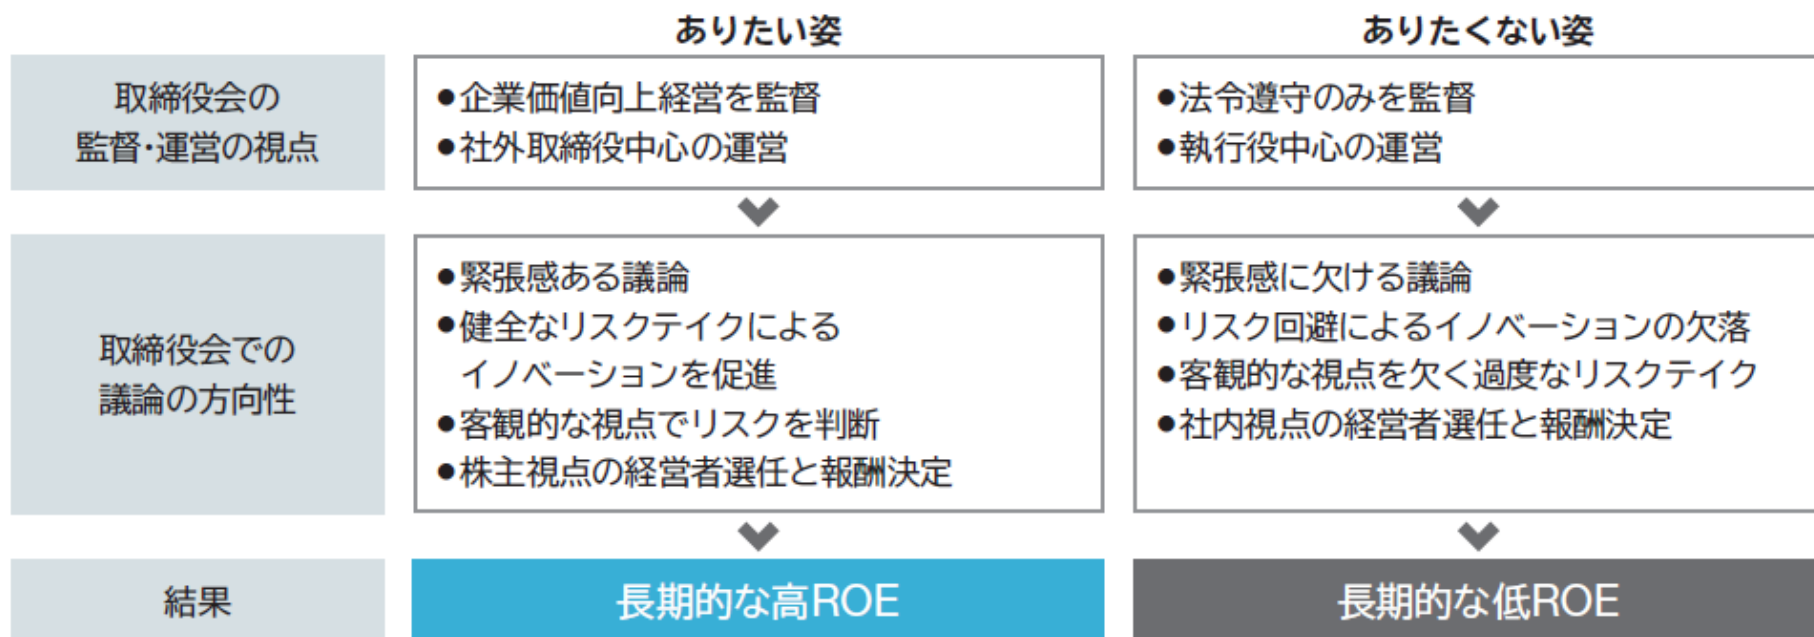 ありたい姿
ありたくない姿
取締役会の
監督・運営の視点
●企業価値向上経営を監督
●社外取締役中心の運営
●法令遵守のみを監督
●執行役中心の運営
取締役会での
議論の方向性
●緊張感ある議論
●健全なリスクテイクによる
イノベーションを促進
●客観的な視点でリスクを判断
●株主視点の経営者選任と報酬決定
●緊張感に欠ける議論
●リスク回避によるイノベーションの欠落
●客観的な視点を欠く過度なリスクテイク
●社内視点の経営者選任と報酬決定
結果
長期的な高ROE
長期的な低ROE